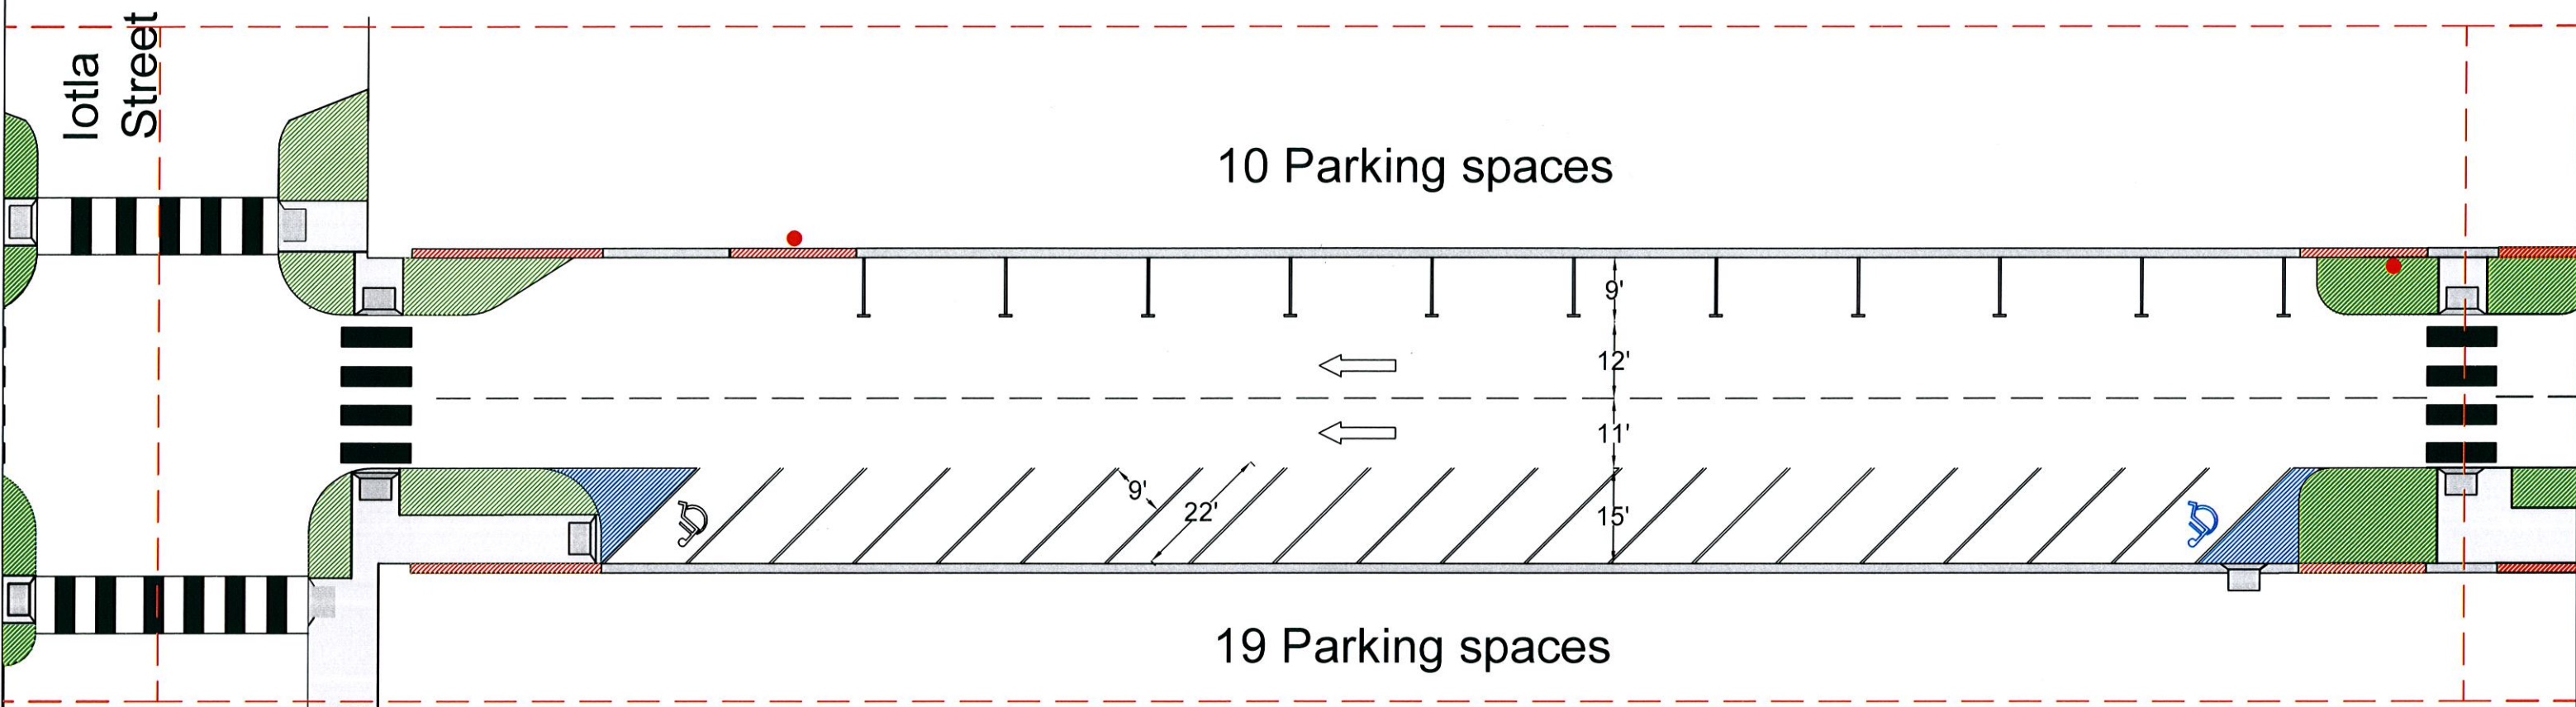 Iotla
Street
10 Parking spaces
9'
12'
11'
9'
22'
15'
19 Parking spaces